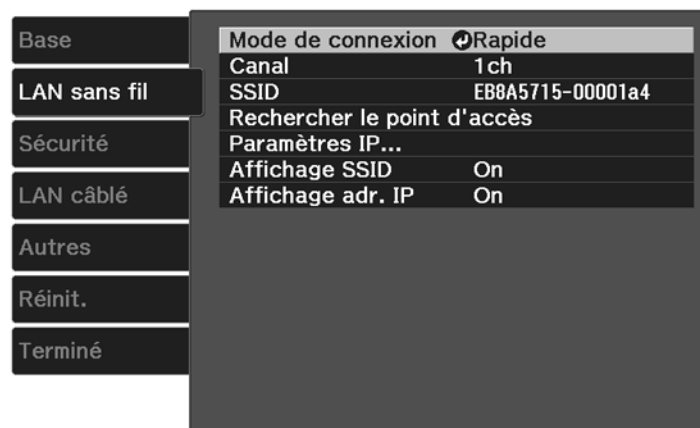 Base
LAN sans fil
Sécurité
LAN câblé
Autres
Réinit.
Terminé
Mode de connexion Rapide
Canal 1ch
SSID EB8A5715-00001a4
Rechercher le point d'accès
Paramètres IP...
Affichage SSID On
Affichage adr. IP On